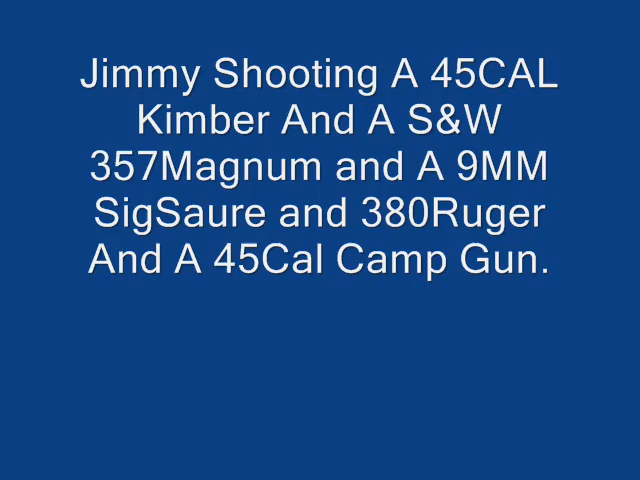 Jimmy Shooting A 45CAL
Kimber And A S&W
357Magnum and A 9MM
SigSaure and 380Ruger
And A 45Cal Camp Gun.